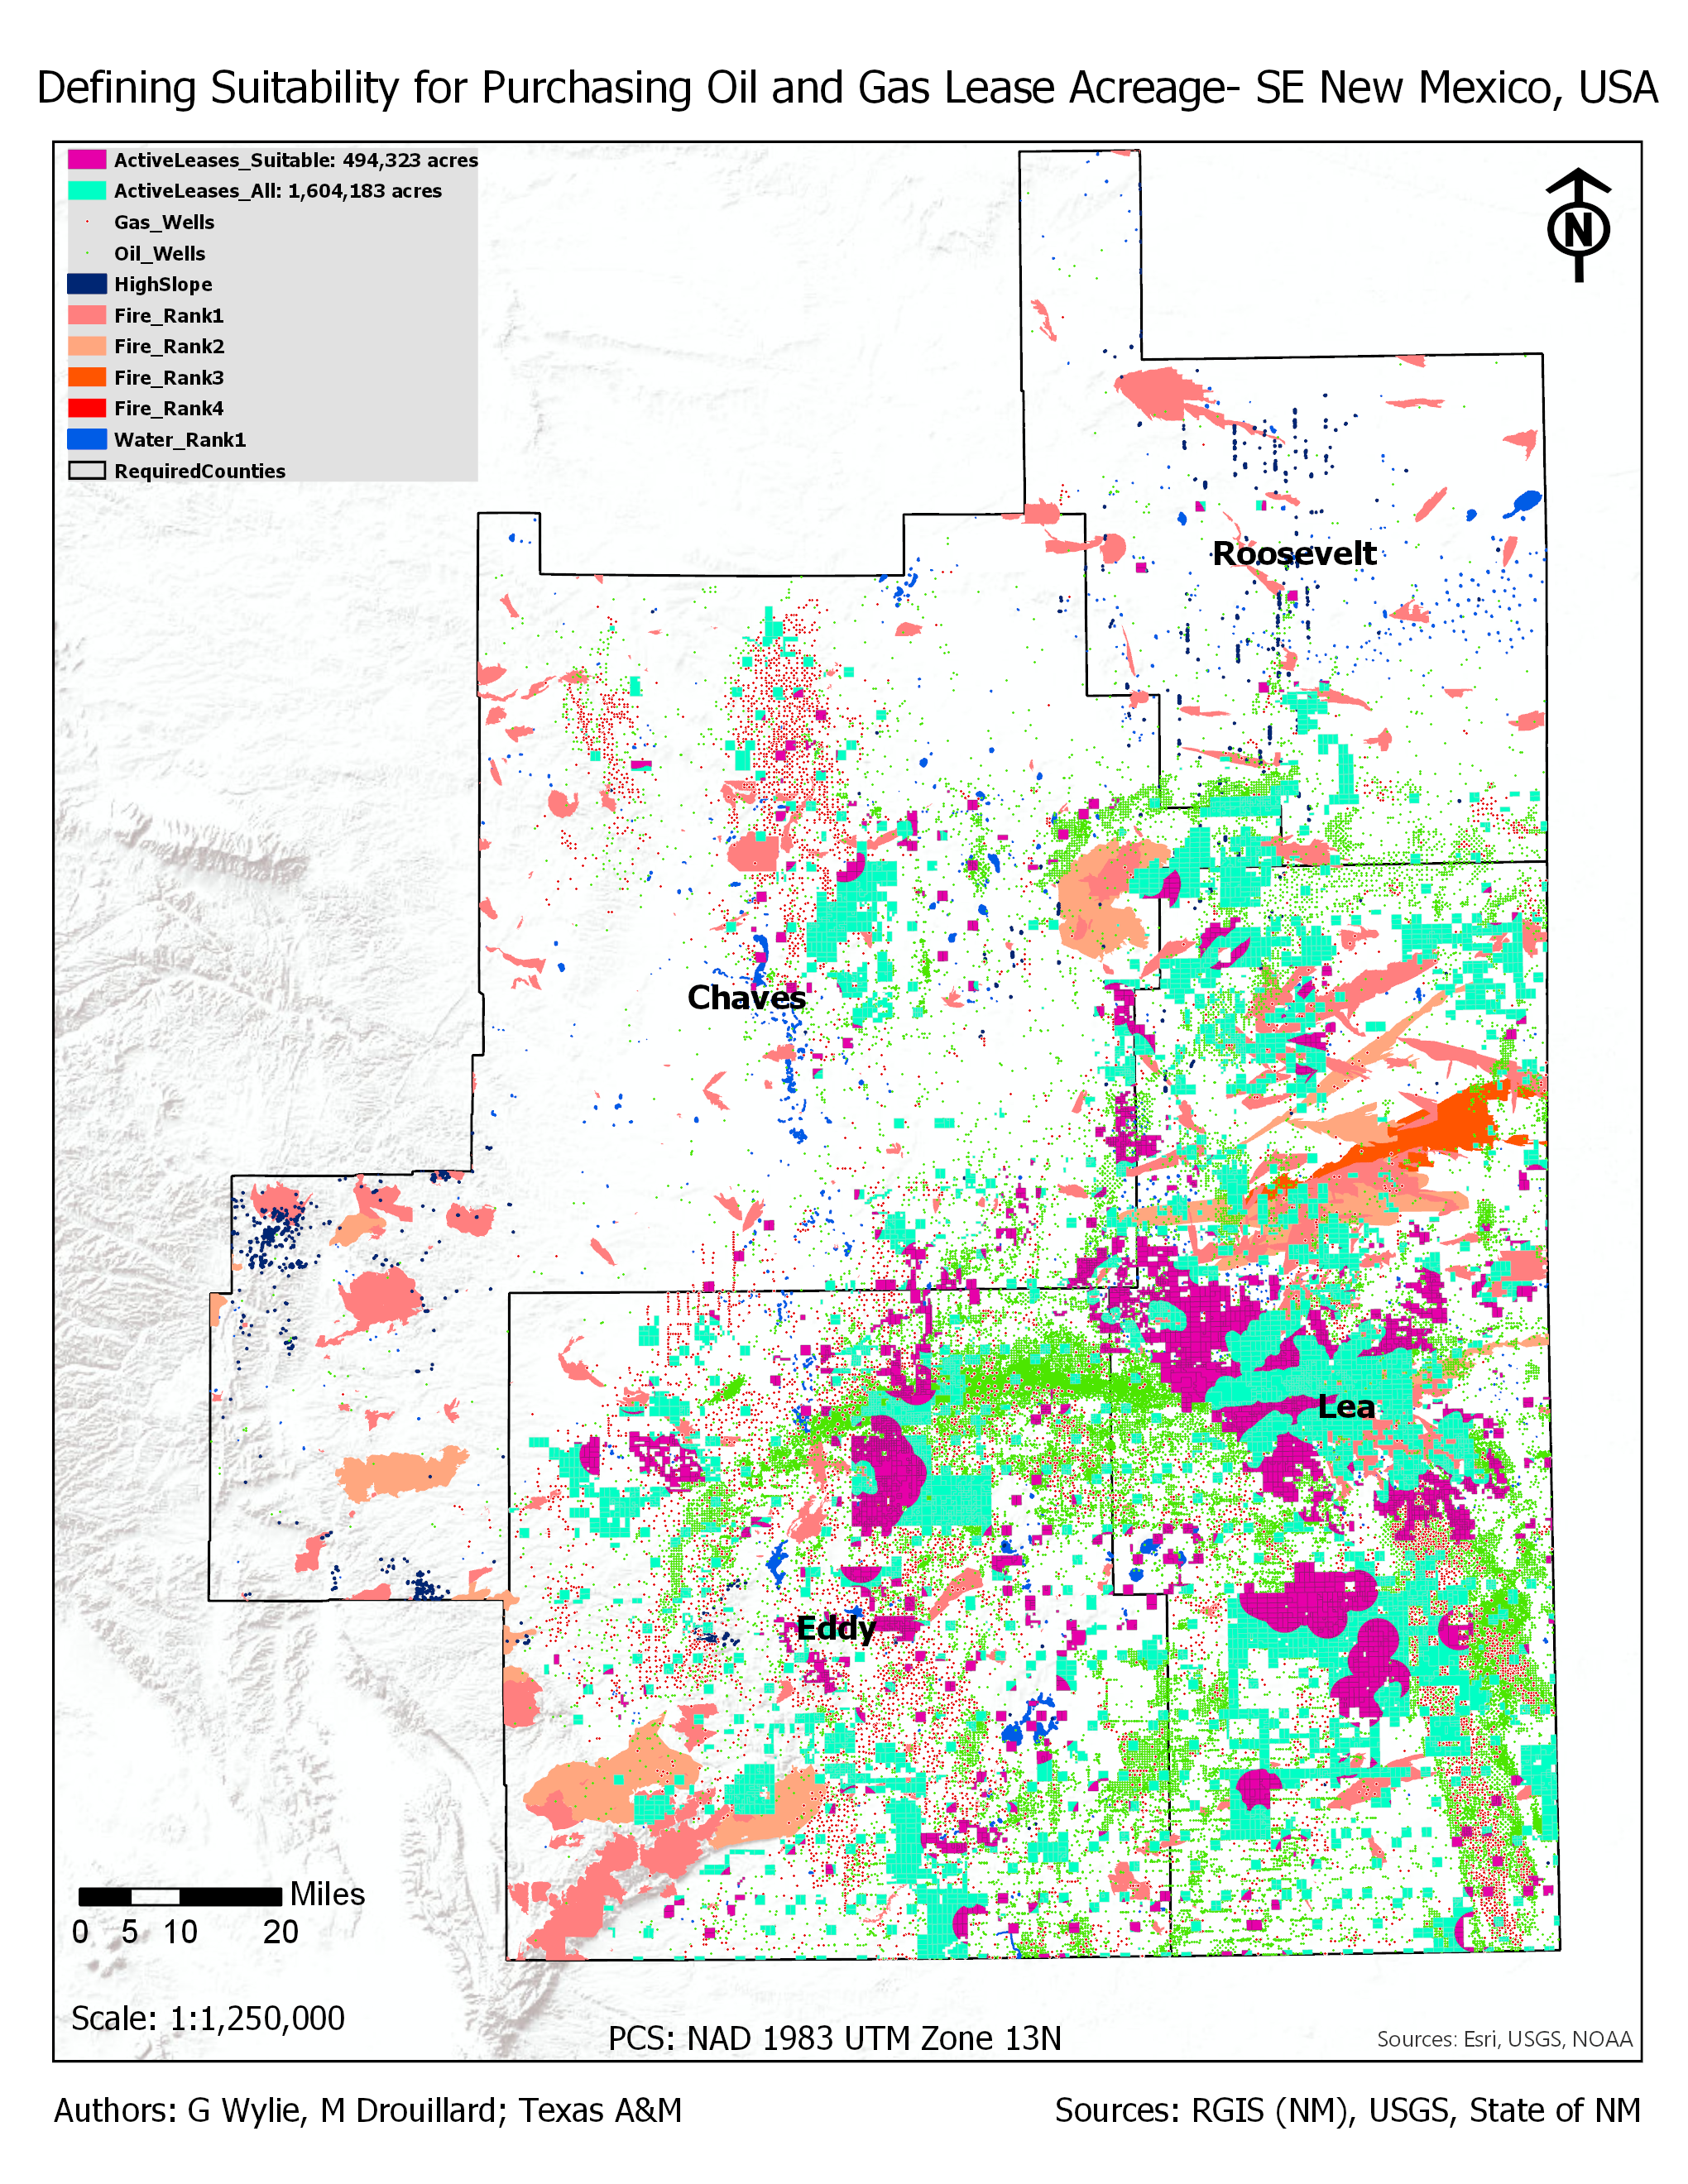 Defining Suitability for Purchasing Oil and Gas Lease Acreage- SE New Mexico, USA
ActiveLeases_Suitable: 494,323 acres
ActiveLeases_All: 1,604,183 acres
Gas_Wells
Oil_Wells
HighSlope
Fire_Rank1
Fire_Rank2
Fire_Rank3
Fire_Rank4
Water_Rank1
RequiredCounties
N
Roosevelt
Chaves
Lea
Eddy
Miles
0 5 10 20
Scale: 1:1,250,000
PCS: NAD 1983 UTM Zone 13N
Sources: Esri, USGS, NOAA
Authors: G Wylie, M Drouillard; Texas A&M
Sources: RGIS (NM), USGS, State of NM